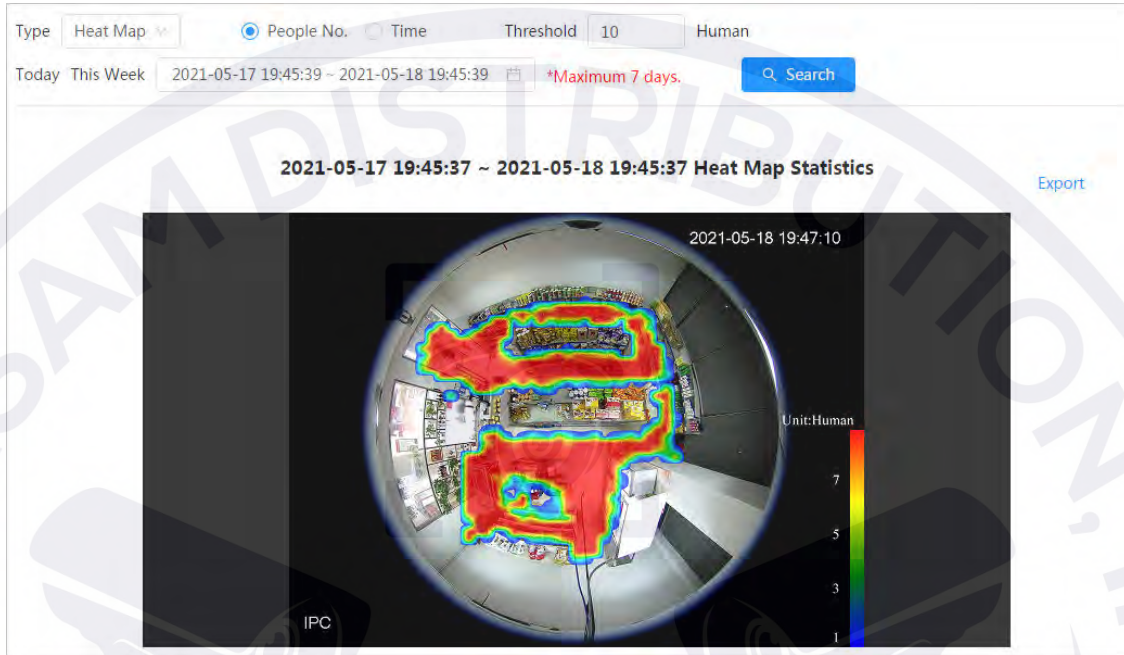 Type Heat Map People No. Time Threshold 10 Human
Today This Week 2021-05-17 19:45:39 ~ 2021-05-18 19:45:39 *Maximum 7 days. Search
2021-05-17 19:45:37 ~ 2021-05-18 19:45:37 Heat Map Statistics
Export
2021-05-18 19:47:10
Unit:Human
7
5
3
1
IPC
SAM DISTRIBUTION,